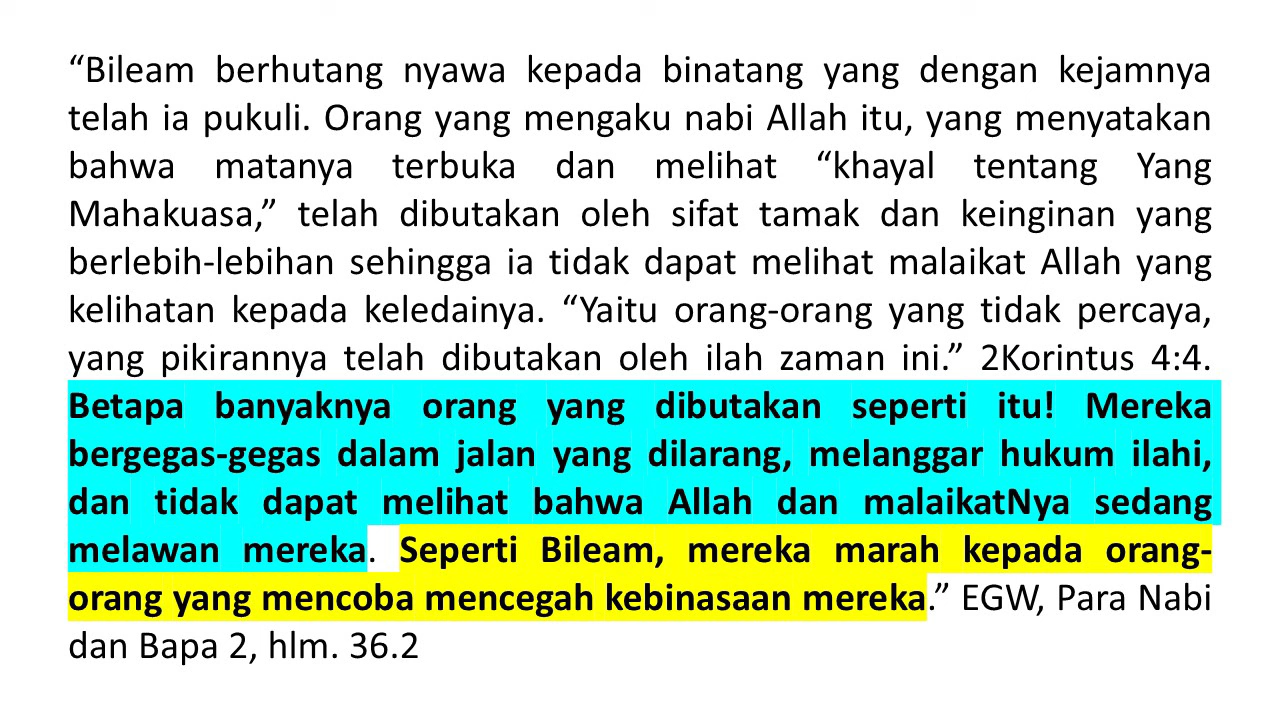 “Bileam berhutang nyawa kepada binatang yang dengan kejamnya
telah ia pukuli. Orang yang mengaku nabi Allah itu, yang menyatakan
bahwa matanya terbuka dan melihat “khayal tentang Yang
Mahakuasa,” telah dibutakan oleh sifat tamak dan keinginan yang
berlebih-lebihan sehingga ia tidak dapat melihat malaikat Allah yang
kelihatan kepada keledainya. “Yaitu orang-orang yang tidak percaya,
yang pikirannya telah dibutakan oleh ilah zaman ini.” 2Korintus 4:4.
Betapa banyaknya orang yang dibutakan seperti itu! Mereka
bergegas-gegas dalam jalan yang dilarang, melanggar hukum ilahi,
dan tidak dapat melihat bahwa Allah dan malaikatNya sedang
melawan mereka. Seperti Bileam, mereka marah kepada orang-
orang yang mencoba mencegah kebinasaan mereka.” EGW, Para Nabi
dan Bapa 2, hlm. 36.2